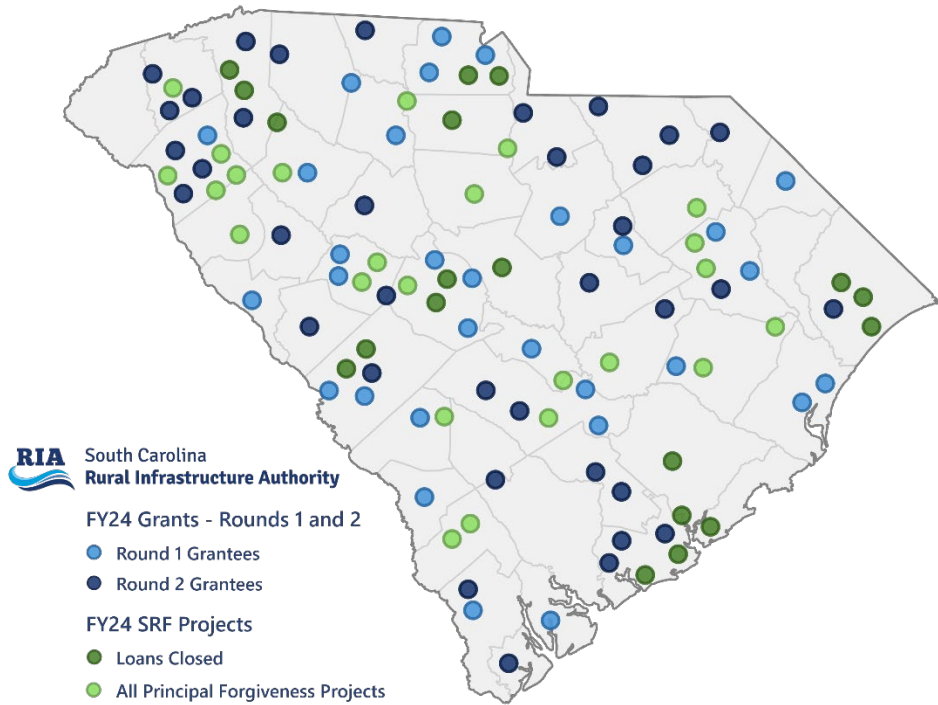 RIA
South Carolina
Rural Infrastructure Authority
FY24 Grants - Rounds 1 and 2
Round 1 Grantees
Round 2 Grantees
FY24 SRF Projects
Loans Closed
All Principal Forgiveness Projects